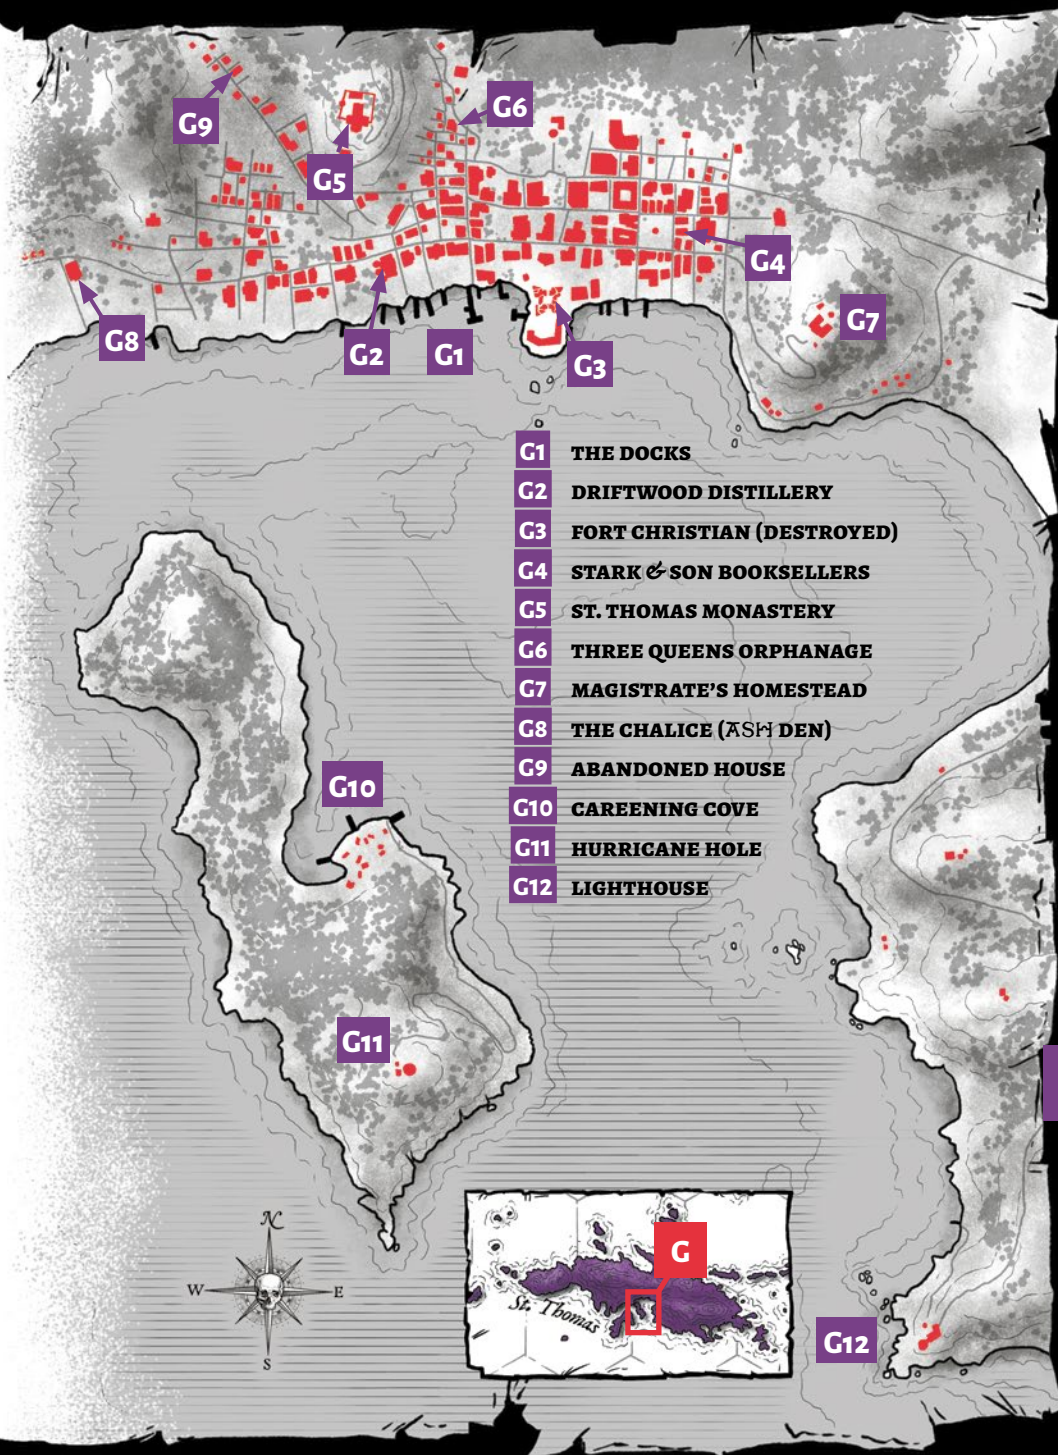 G9
G6
G5
G4
G7
G8
G2
G1
G3
G1 THE DOCKS
G2 DRIFTWOOD DISTILLERY
G3 FORT CHRISTIAN (DESTROYED)
G4 STARK & SON BOOKSELLERS
G5 ST. THOMAS MONASTERY
G6 THREE QUEENS ORPHANAGE
G7 MAGISTRATE'S HOMESTEAD
G8 THE CHALICE (ASH DEN)
G9 ABANDONED HOUSE
G10 CAREENING COVE
G11 HURRICANE HOLE
G12 LIGHTHOUSE
G10
G11
N
W E
S
G
St. Thomas
G12